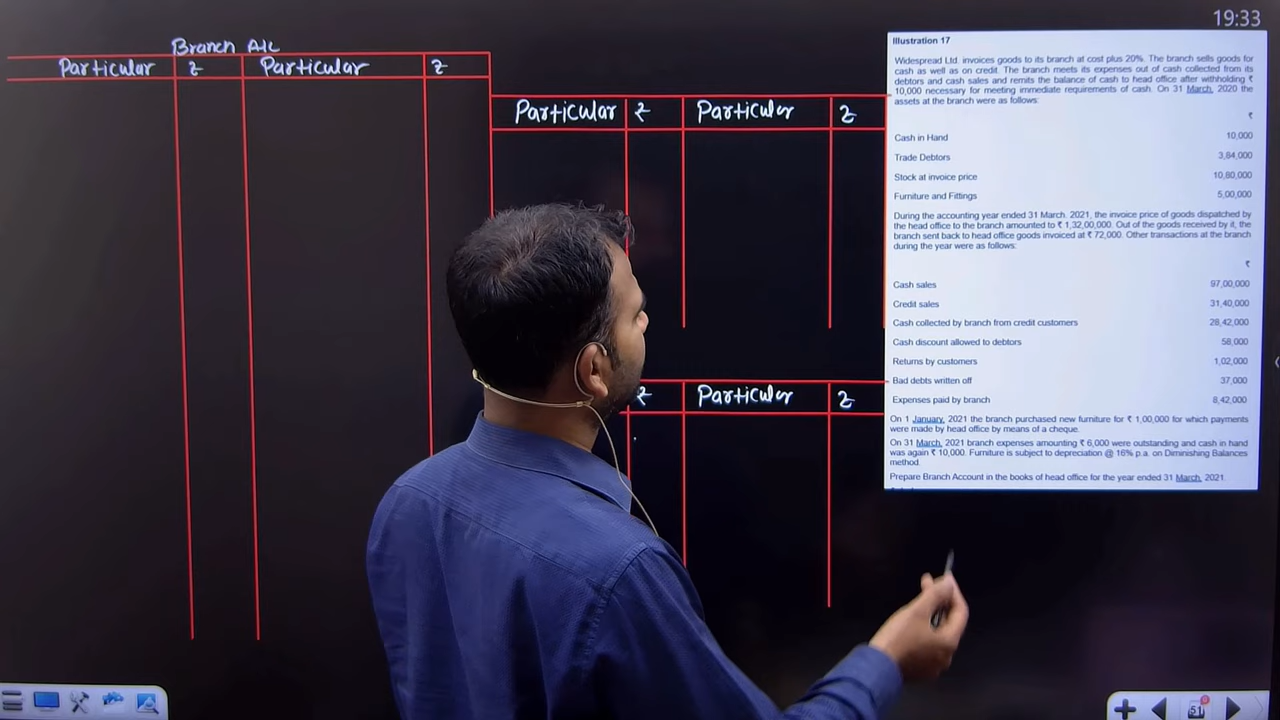 19:33
Branch A/c
Particular ₹ Particular ₹
Particular ₹ Particular ₹
₹ Particular ₹
Illustration 17
Widespread Ltd. invoices goods to its branch at cost plus 20%. The branch sells goods for
cash as well as on credit. The branch meets its expenses out of cash collected from its
debtors and cash sales and remits the balance of cash to head office after withholding ₹
10,000 necessary for meeting immediate requirements of cash. On 31 March, 2020 the
assets at the branch were as follows:
₹
Cash in Hand 10,000
Trade Debtors 3,84,000
Stock at invoice price 10,80,000
Furniture and Fittings 5,00,000
During the accounting year ended 31 March, 2021, the invoice price of goods dispatched by
the head office to the branch amounted to ₹ 1,32,00,000. Out of the goods received by it, the
branch sent back to head office goods invoiced at ₹ 72,000. Other transactions at the branch
during the year were as follows:
₹
Cash sales 97,00,000
Credit sales 31,40,000
Cash collected by branch from credit customers 28,42,000
Cash discount allowed to debtors 58,000
Returns by customers 1,02,000
Bad debts written off 37,000
Expenses paid by branch 8,42,000
On 1 January, 2021 the branch purchased new furniture for ₹ 1,00,000 for which payments
were made by head office by means of a cheque.
On 31 March, 2021 branch expenses amounting ₹ 6,000 were outstanding and cash in hand
was again ₹ 10,000. Furniture is subject to depreciation @ 16% p.a. on Diminishing Balances
method.
Prepare Branch Account in the books of head office for the year ended 31 March, 2021.
51